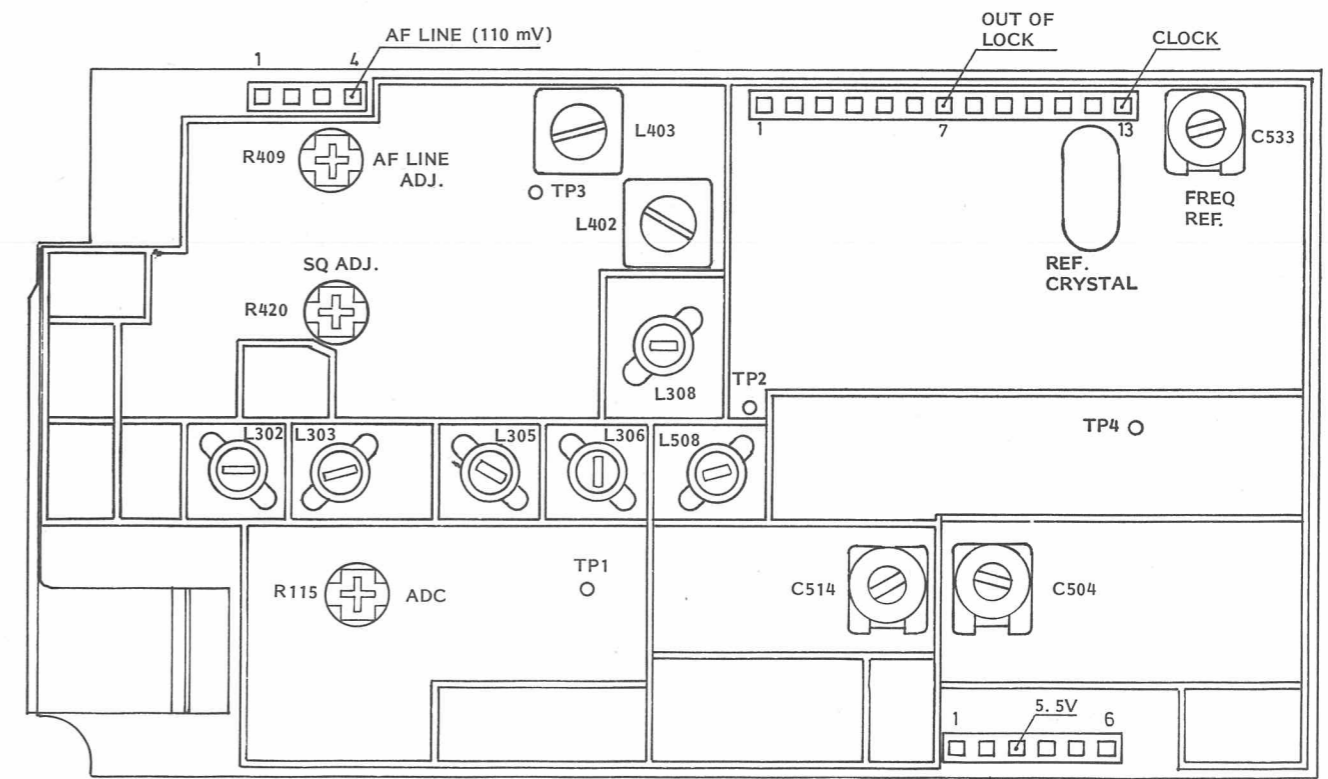 AF LINE (110 mV)
OUT OF
LOCK
CLOCK
1
4
1
7
13
L403
C533
R409
AF LINE
ADJ.
TP3
FREQ
REF.
L402
REF.
CRYSTAL
SQ ADJ.
R420
TP2
L308
TP4
L302
L303
L305
L306
L508
TP1
R115
ADC
C514
C504
5.5V
1
6